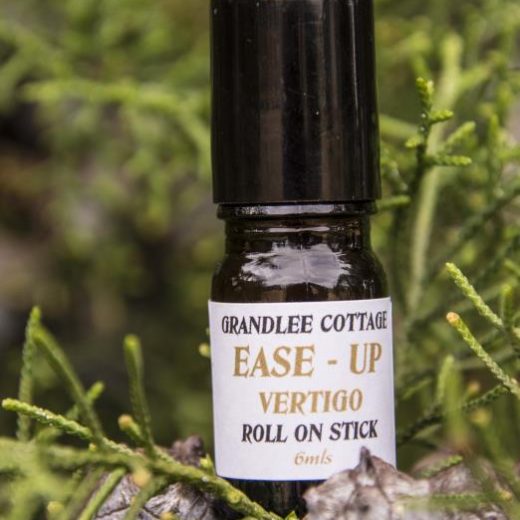 GRANDLEE COTTAGE
EASE - UP
VERTIGO
ROLL ON STICK
6mls